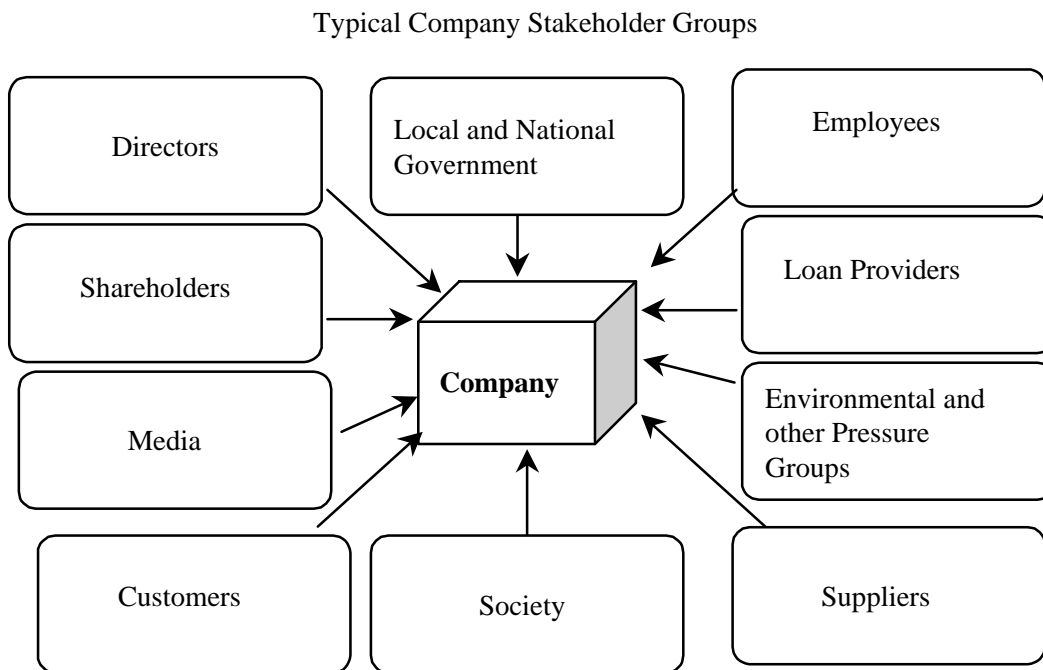 Typical Company Stakeholder Groups
Directors
Local and National
Government
Employees
Shareholders
Loan Providers
Company
Media
Environmental and
other Pressure
Groups
Customers
Society
Suppliers